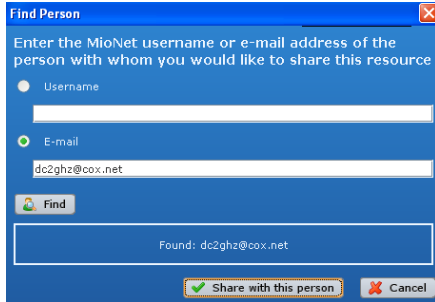 Find Person
Enter the MioNet username or e-mail address of the
person with whom you would like to share this resource
Username
E-mail
dc2ghz@cox.net
Find
Found: dc2ghz@cox.net
Share with this person Cancel